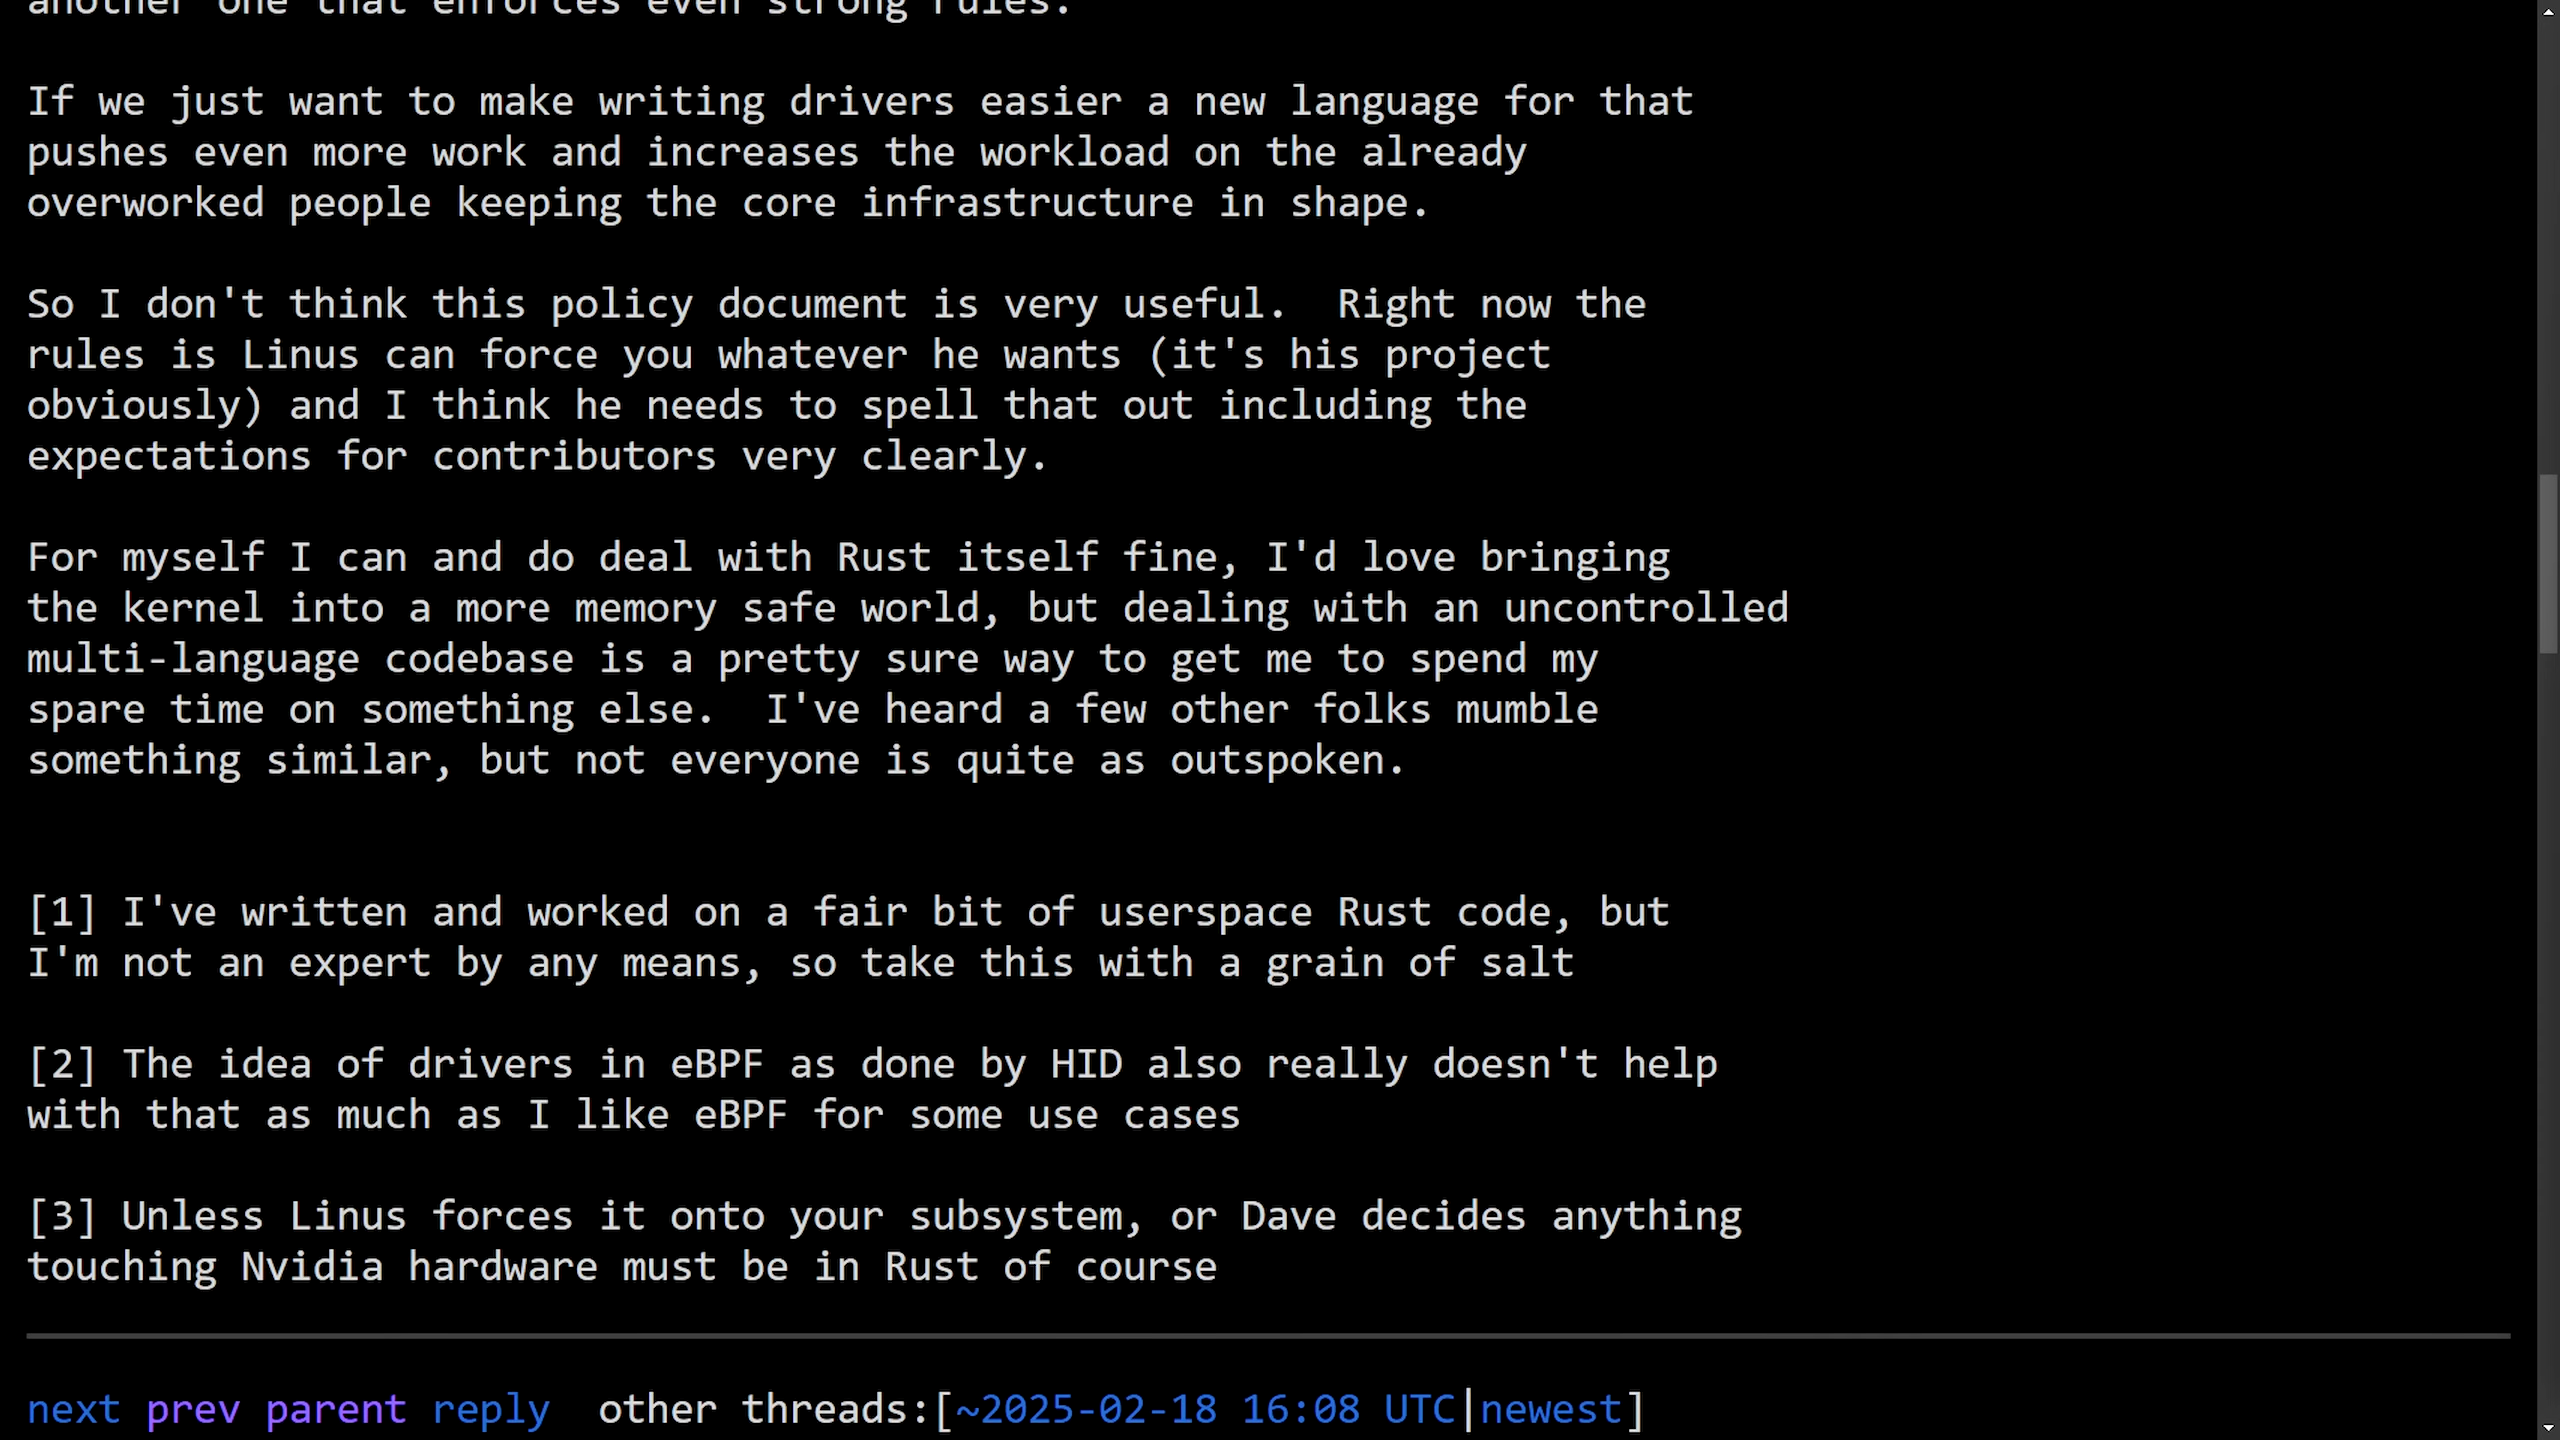 another one that enforces even strong rules.
If we just want to make writing drivers easier a new language for that
pushes even more work and increases the workload on the already
overworked people keeping the core infrastructure in shape.
So I don't think this policy document is very useful.  Right now the
rules is Linus can force you whatever he wants (it's his project
obviously) and I think he needs to spell that out including the
expectations for contributors very clearly.
For myself I can and do deal with Rust itself fine, I'd love bringing
the kernel into a more memory safe world, but dealing with an uncontrolled
multi-language codebase is a pretty sure way to get me to spend my
spare time on something else.  I've heard a few other folks mumble
something similar, but not everyone is quite as outspoken.
[1] I've written and worked on a fair bit of userspace Rust code, but
I'm not an expert by any means, so take this with a grain of salt
[2] The idea of drivers in eBPF as done by HID also really doesn't help
with that as much as I like eBPF for some use cases
[3] Unless Linus forces it onto your subsystem, or Dave decides anything
touching Nvidia hardware must be in Rust of course
next prev parent reply  other threads:[~2025-02-18 16:08 UTC|newest]